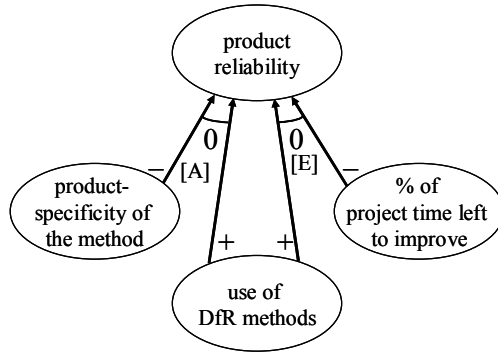 product
reliability
0
[A]
0
[E]
–
–
product-
specificity of
the method
% of
project time left
to improve
+
+
use of
DfR methods